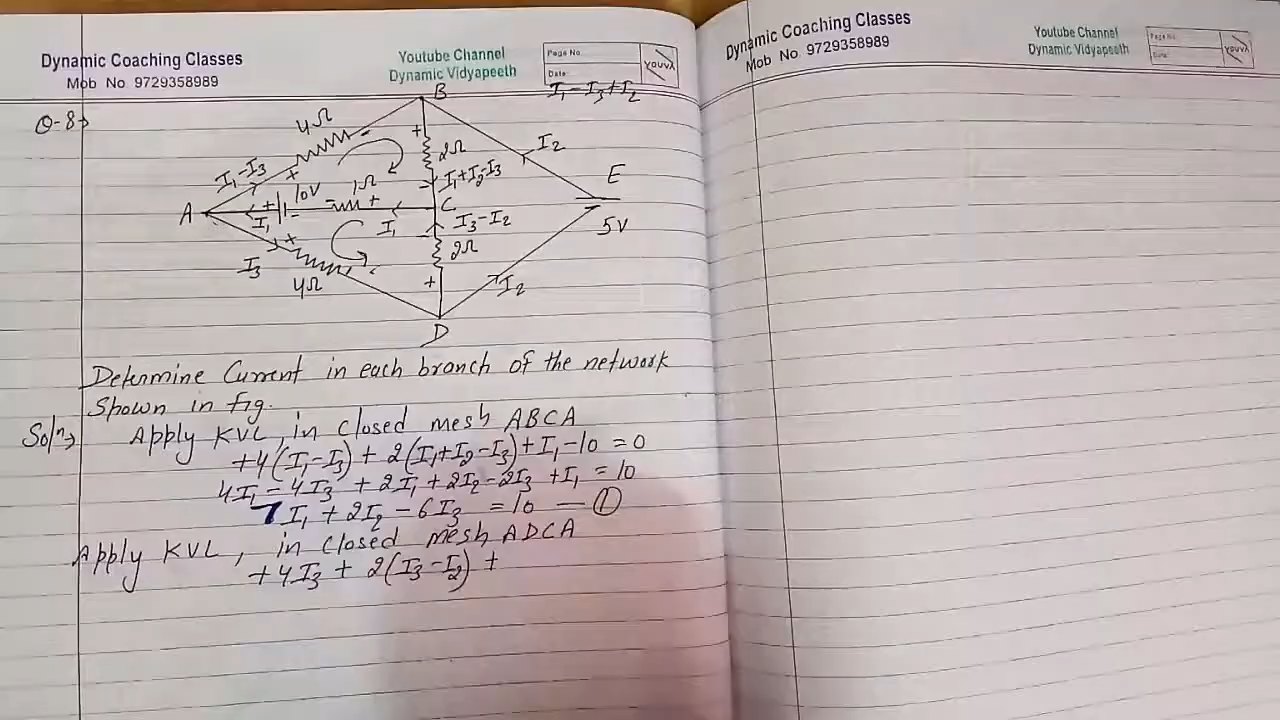 Dynamic Coaching Classes
Mob No 9729358989
Youtube Channel
Dynamic Vidyapeeth
Page No.
Date
YOUVA
I₁-I₃+I₂
Q-8→
B
4Ω
+
2Ω
I₂
I₁-I₃
+
10V
1Ω
I₁+I₂-I₃
E
A
+
-
-
+
C
I₁
I₁
I₃-I₂
5V
+
I₃
2Ω
4Ω
+
I₂
D
Determine Current in each branch of the network
Shown in fig.
Solⁿ→ Apply KVL, in closed mesh ABCA
+4(I₁-I₃) + 2(I₁+I₂-I₃) + I₁ - 10 = 0
4I₁ - 4I₃ + 2I₁ + 2I₂ - 2I₃ + I₁ = 10
7I₁ + 2I₂ - 6I₃ = 10 — ①
Apply KVL, in closed mesh ADCA
+4I₃ + 2(I₃-I₂) +
Dynamic Coaching Classes
Mob No. 9729358989
Youtube Channel
Dynamic Vidyapeeth
Page No.
Date.
YOUVA